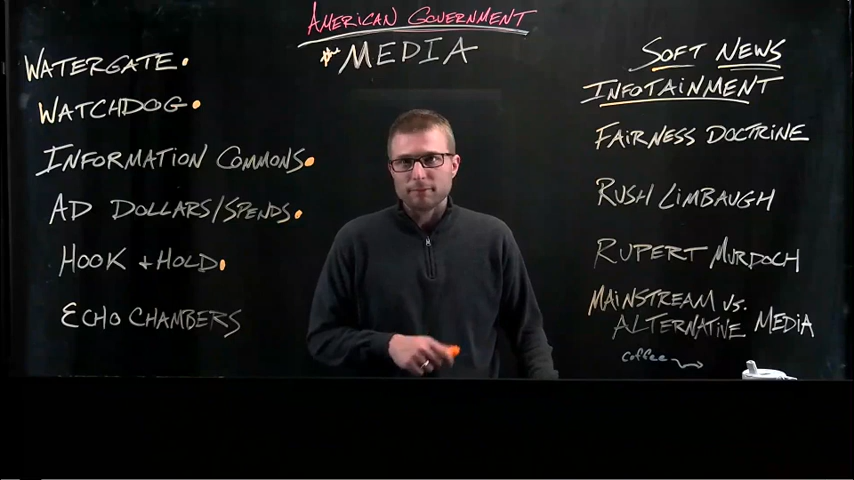 AMERICAN GOVERNMENT
the MEDIA
WATERGATE
WATCHDOG
INFORMATION COMMONS
AD DOLLARS/SPENDS
HOOK + HOLD
ECHO CHAMBERS
SOFT NEWS
INFOTAINMENT
FAIRNESS DOCTRINE
RUSH LIMBAUGH
RUPERT MURDOCH
MAINSTREAM vs.
ALTERNATIVE MEDIA
coffee